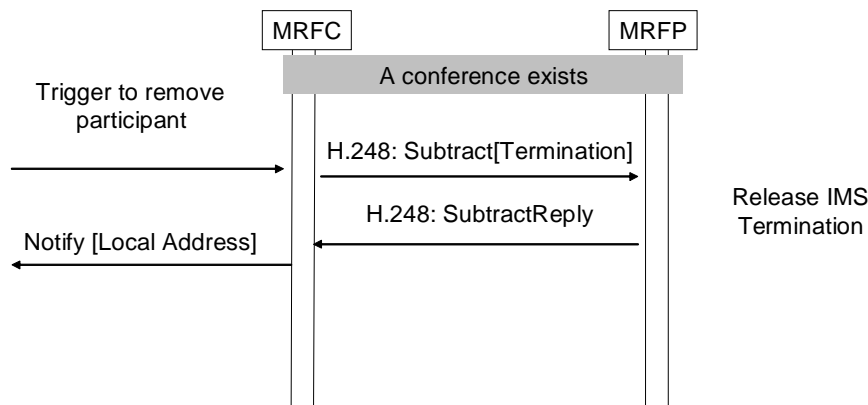 MRFC
MRFP
A conference exists
Trigger to remove
participant
H.248: Subtract[Termination]
H.248: SubtractReply
Release IMS
Termination
Notify [Local Address]